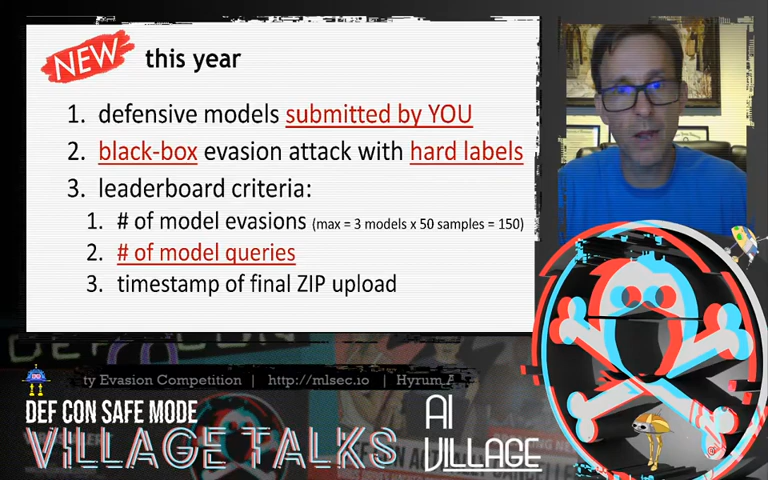 NEW this year
1. defensive models submitted by YOU
2. black-box evasion attack with hard labels
3. leaderboard criteria:
1. # of model evasions (max = 3 models x 50 samples = 150)
2. # of model queries
3. timestamp of final ZIP upload
ty Evasion Competition | http://mlsec.io | Hyrum A
DEF CON SAFE MODE
VILLAGE TALKS
AI
VILLAGE